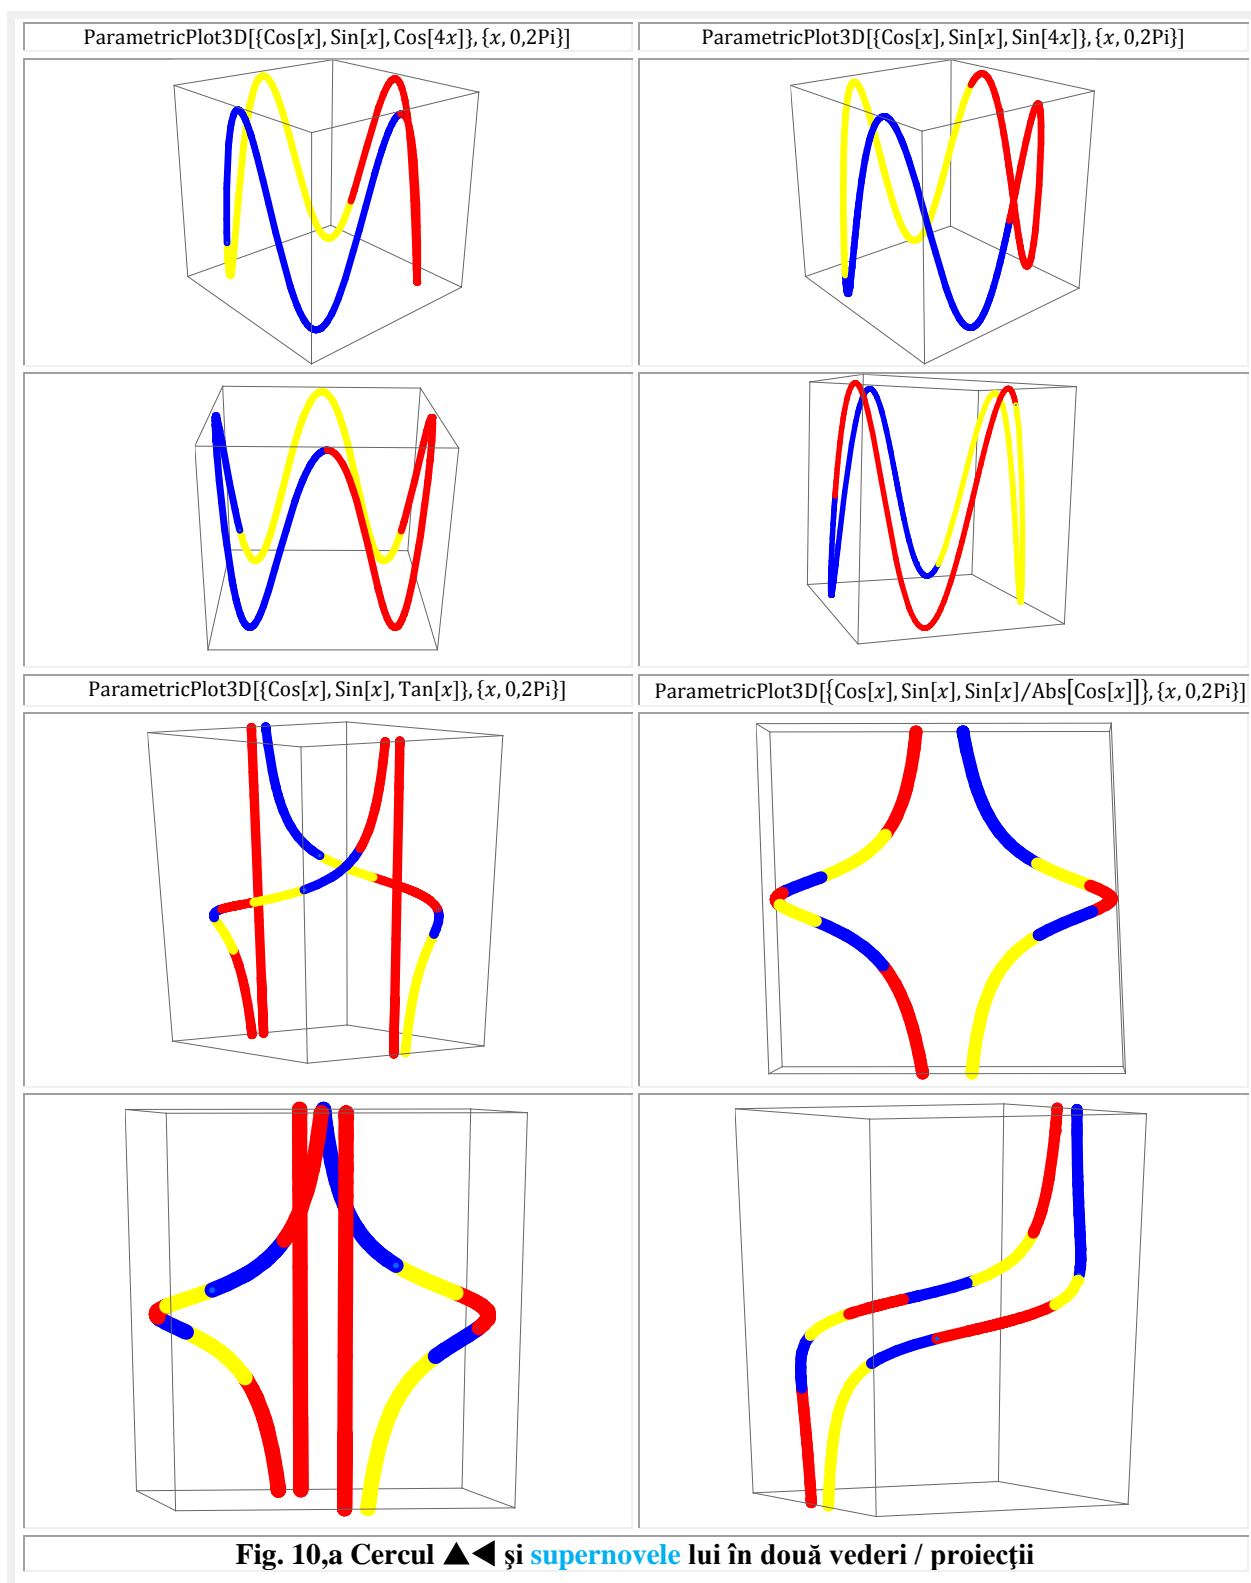 ParametricPlot3D[{Cos[x], Sin[x], Cos[4x]}, {x, 0,2Pi}]
ParametricPlot3D[{Cos[x], Sin[x], Sin[4x]}, {x, 0,2Pi}]
ParametricPlot3D[{Cos[x], Sin[x], Tan[x]}, {x, 0,2Pi}]
ParametricPlot3D[{Cos[x], Sin[x], Sin[x]/Abs[Cos[x]]}, {x, 0,2Pi}]
Fig. 10,a Cercul ▲◄ şi supernovele lui în două vederi / proiecţii